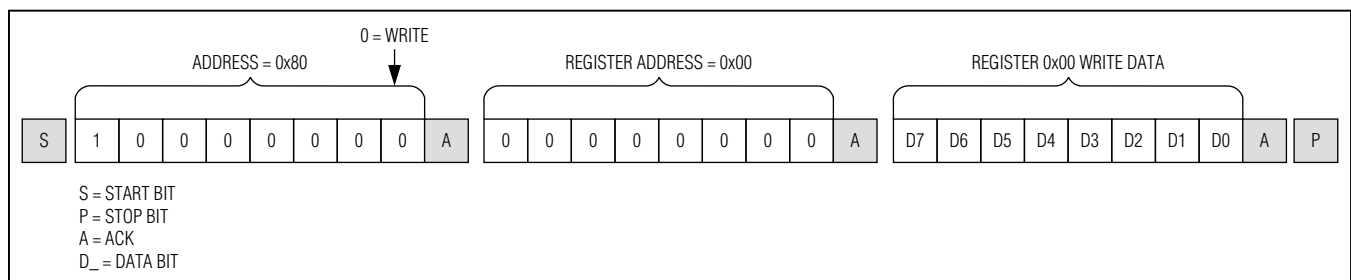 0 = WRITE
ADDRESS = 0x80 REGISTER ADDRESS = 0x00 REGISTER 0x00 WRITE DATA
S 1 0 0 0 0 0 0 0 A 0 0 0 0 0 0 0 0 A D7 D6 D5 D4 D3 D2 D1 D0 A P
S = START BIT
P = STOP BIT
A = ACK
D_ = DATA BIT